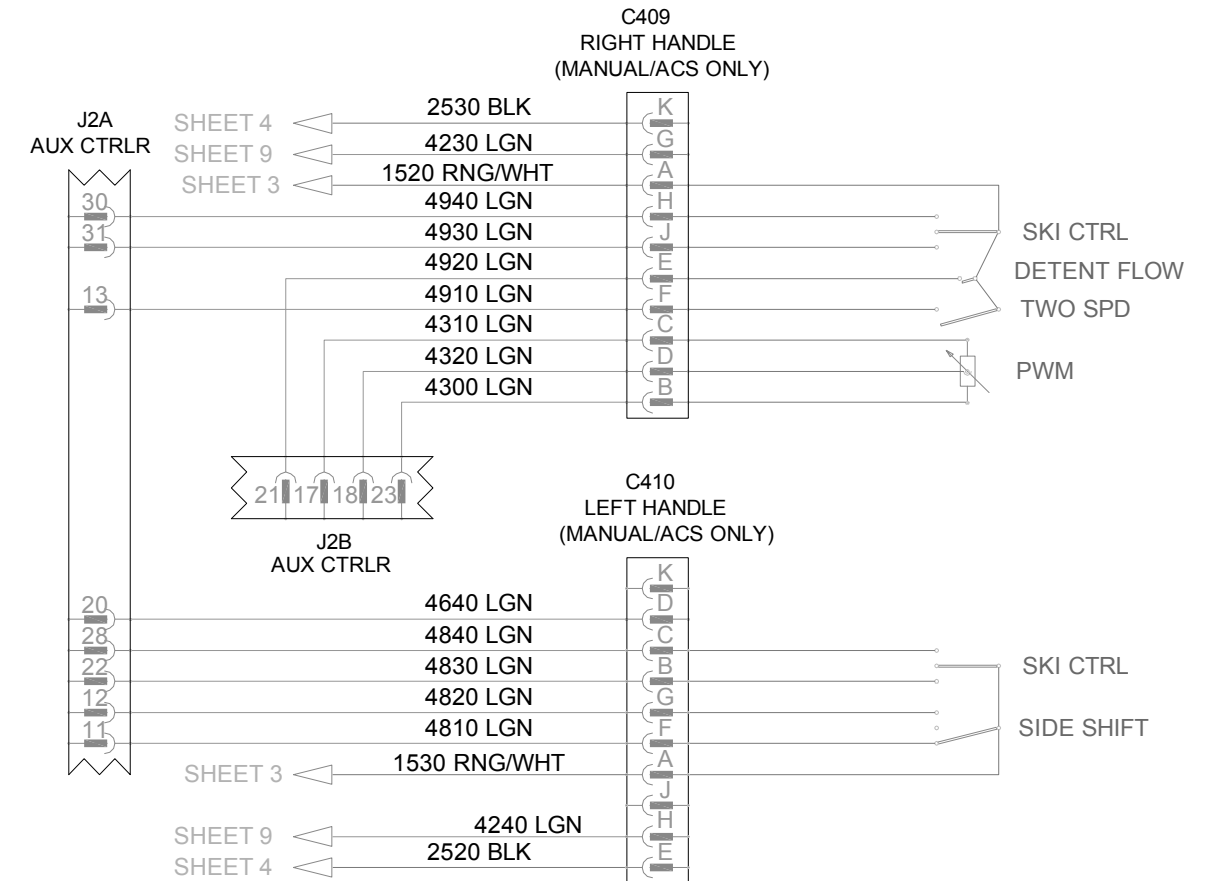 C409
RIGHT HANDLE
(MANUAL/ACS ONLY)
J2A
AUX CTRLR
SHEET 4
2530 BLK
K
SHEET 9
4230 LGN
G
SHEET 3
1520 RNG/WHT
A
30
4940 LGN
H
31
4930 LGN
J
SKI CTRL
4920 LGN
E
DETENT FLOW
13
4910 LGN
F
TWO SPD
4310 LGN
C
4320 LGN
D
PWM
4300 LGN
B
21 17 18 23
J2B
AUX CTRLR
C410
LEFT HANDLE
(MANUAL/ACS ONLY)
K
20
4640 LGN
D
28
4840 LGN
C
SKI CTRL
22
4830 LGN
B
12
4820 LGN
G
SIDE SHIFT
11
4810 LGN
F
SHEET 3
1530 RNG/WHT
A
J
SHEET 9
4240 LGN
H
SHEET 4
2520 BLK
E